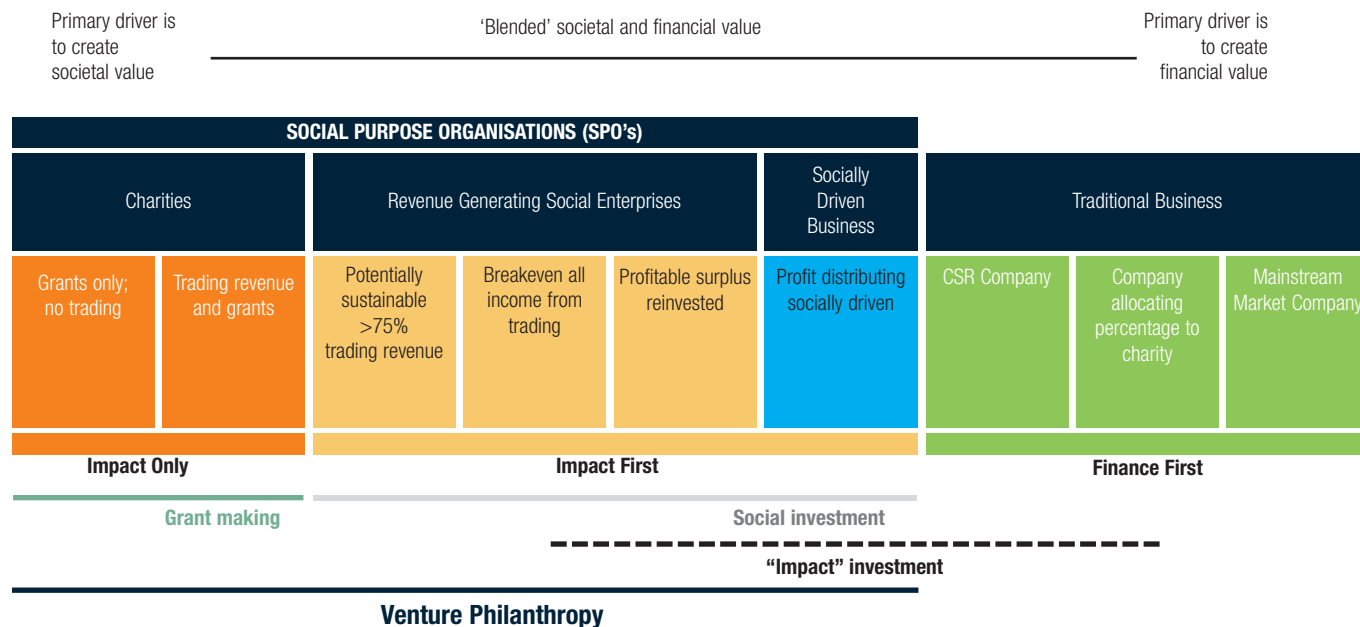 Primary driver is
to create
societal value
‘Blended’ societal and financial value
Primary driver is
to create
financial value
SOCIAL PURPOSE ORGANISATIONS (SPO's)
Charities
Revenue Generating Social Enterprises
Socially
Driven
Business
Traditional Business
Grants only;
no trading
Trading revenue
and grants
Potentially
sustainable
>75%
trading revenue
Breakeven all
income from
trading
Profitable surplus
reinvested
Profit distributing
socially driven
CSR Company
Company
allocating
percentage to
charity
Mainstream
Market Company
Impact Only
Impact First
Finance First
Grant making
Social investment
“Impact” investment
Venture Philanthropy